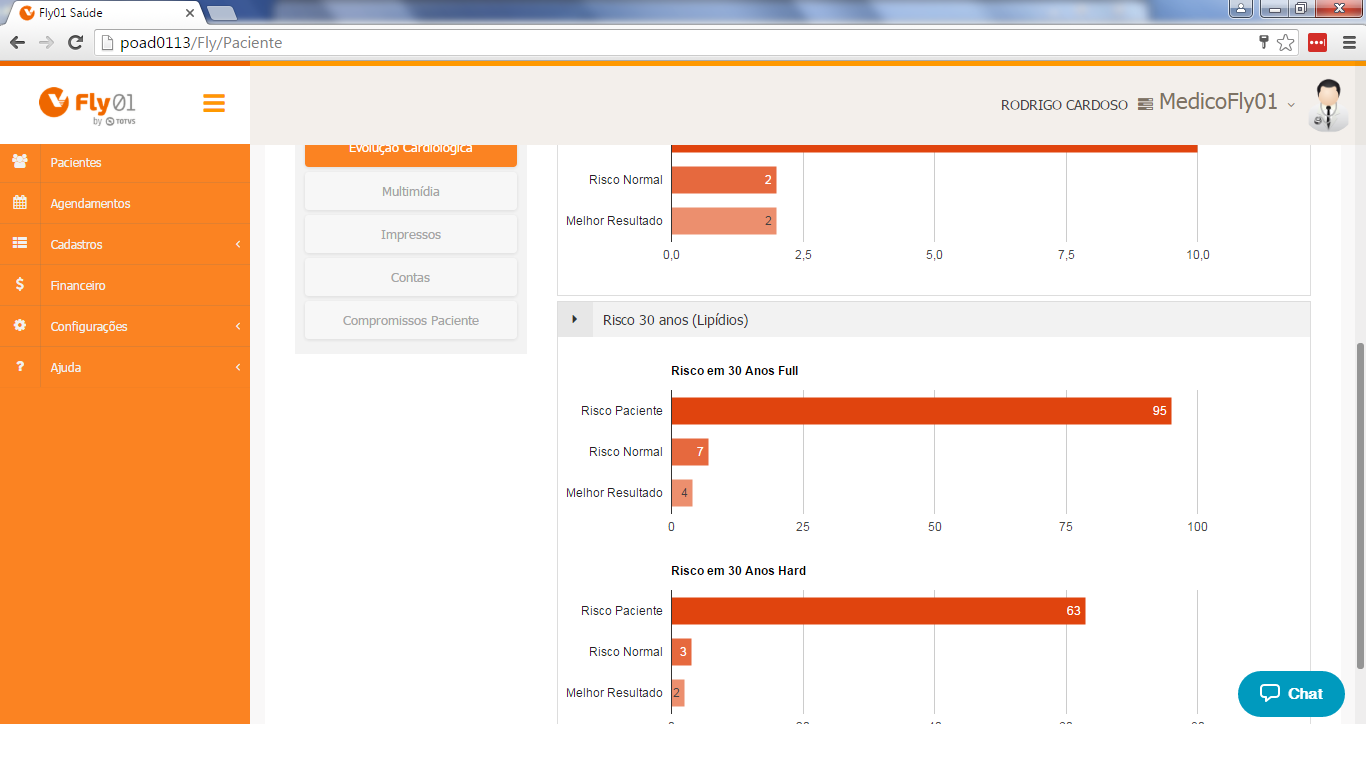 Fly01 Saúde
poad0113/Fly/Paciente
Fly01
by TOTVS
RODRIGO CARDOSO MedicoFly01
Pacientes
Agendamentos
Cadastros
Financeiro
Configurações
Ajuda
Evolução Cardiológica
Multimídia
Impressos
Contas
Compromissos Paciente
Risco Normal 2
Melhor Resultado 2
0,0 2,5 5,0 7,5 10,0
Risco 30 anos (Lipídios)
Risco em 30 Anos Full
Risco Paciente 95
Risco Normal 7
Melhor Resultado 4
0 25 50 75 100
Risco em 30 Anos Hard
Risco Paciente 63
Risco Normal 3
Melhor Resultado 2
Chat